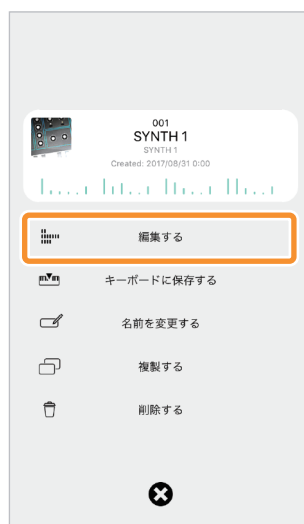 001
SYNTH 1
SYNTH 1
Created: 2017/08/31 0:00
編集する
キーボードに保存する
名前を変更する
複製する
削除する